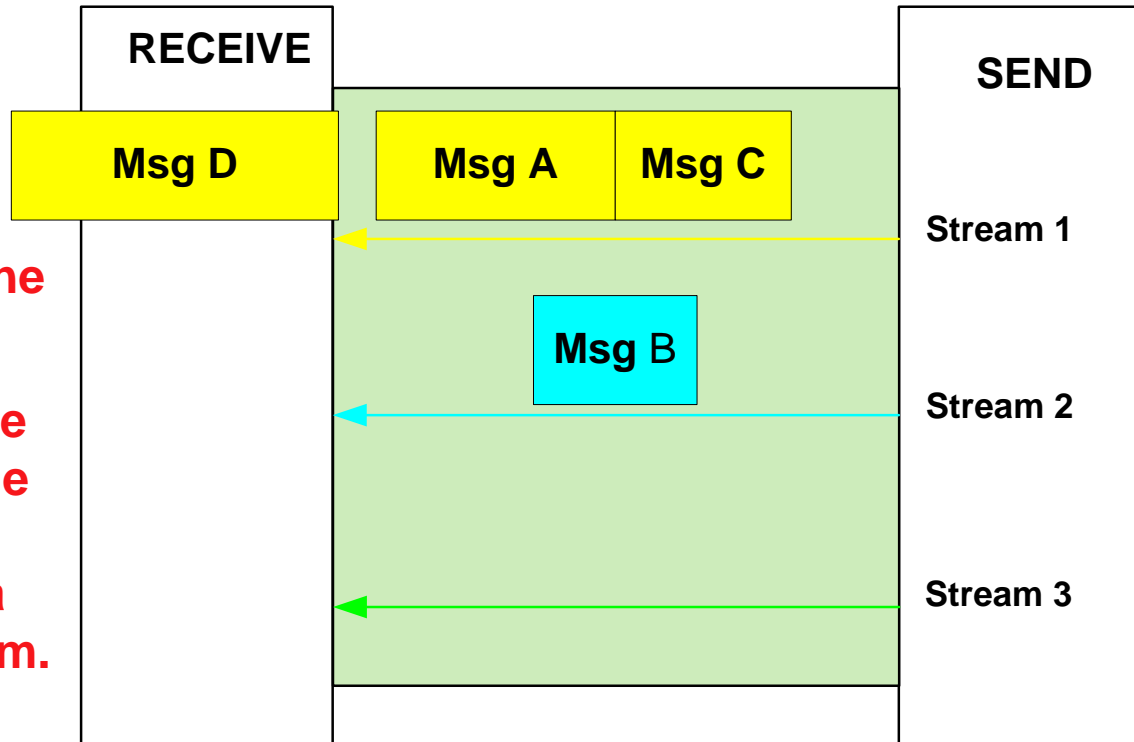 RECEIVE
SEND
Msg D
Msg A
Msg C
Stream 1
Msg B
Stream 2
Stream 3